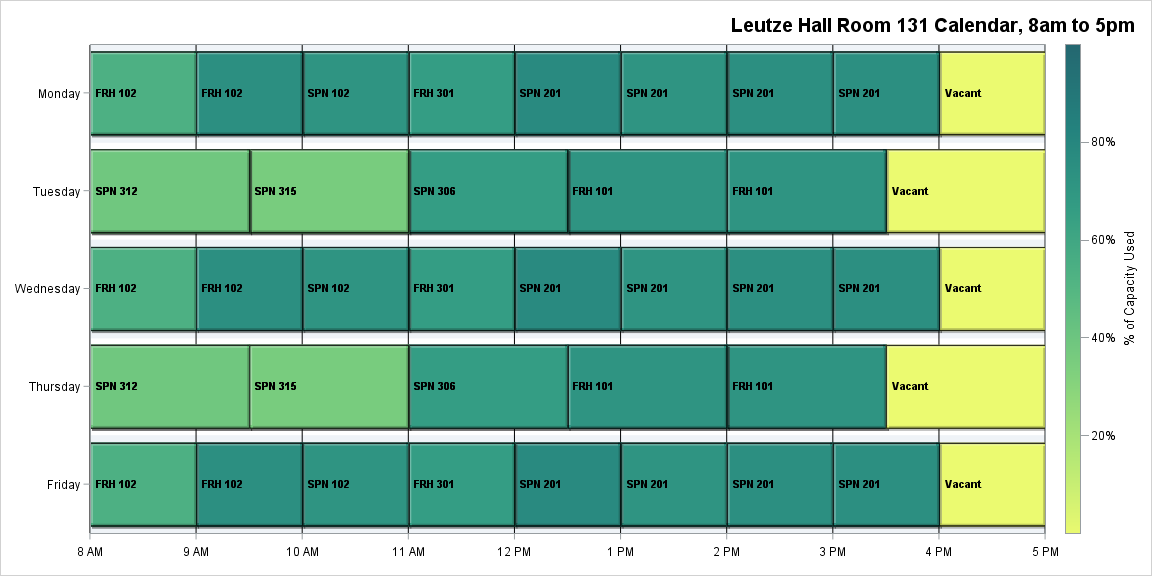 Leutze Hall Room 131 Calendar, 8am to 5pm
Monday FRH 102 FRH 102 SPN 102 FRH 301 SPN 201 SPN 201 SPN 201 SPN 201 Vacant
80%
Tuesday SPN 312 SPN 315 SPN 306 FRH 101 FRH 101 Vacant
60%
Wednesday FRH 102 FRH 102 SPN 102 FRH 301 SPN 201 SPN 201 SPN 201 SPN 201 Vacant
% of Capacity Used
40%
Thursday SPN 312 SPN 315 SPN 306 FRH 101 FRH 101 Vacant
20%
Friday FRH 102 FRH 102 SPN 102 FRH 301 SPN 201 SPN 201 SPN 201 SPN 201 Vacant
8 AM 9 AM 10 AM 11 AM 12 PM 1 PM 2 PM 3 PM 4 PM 5 PM